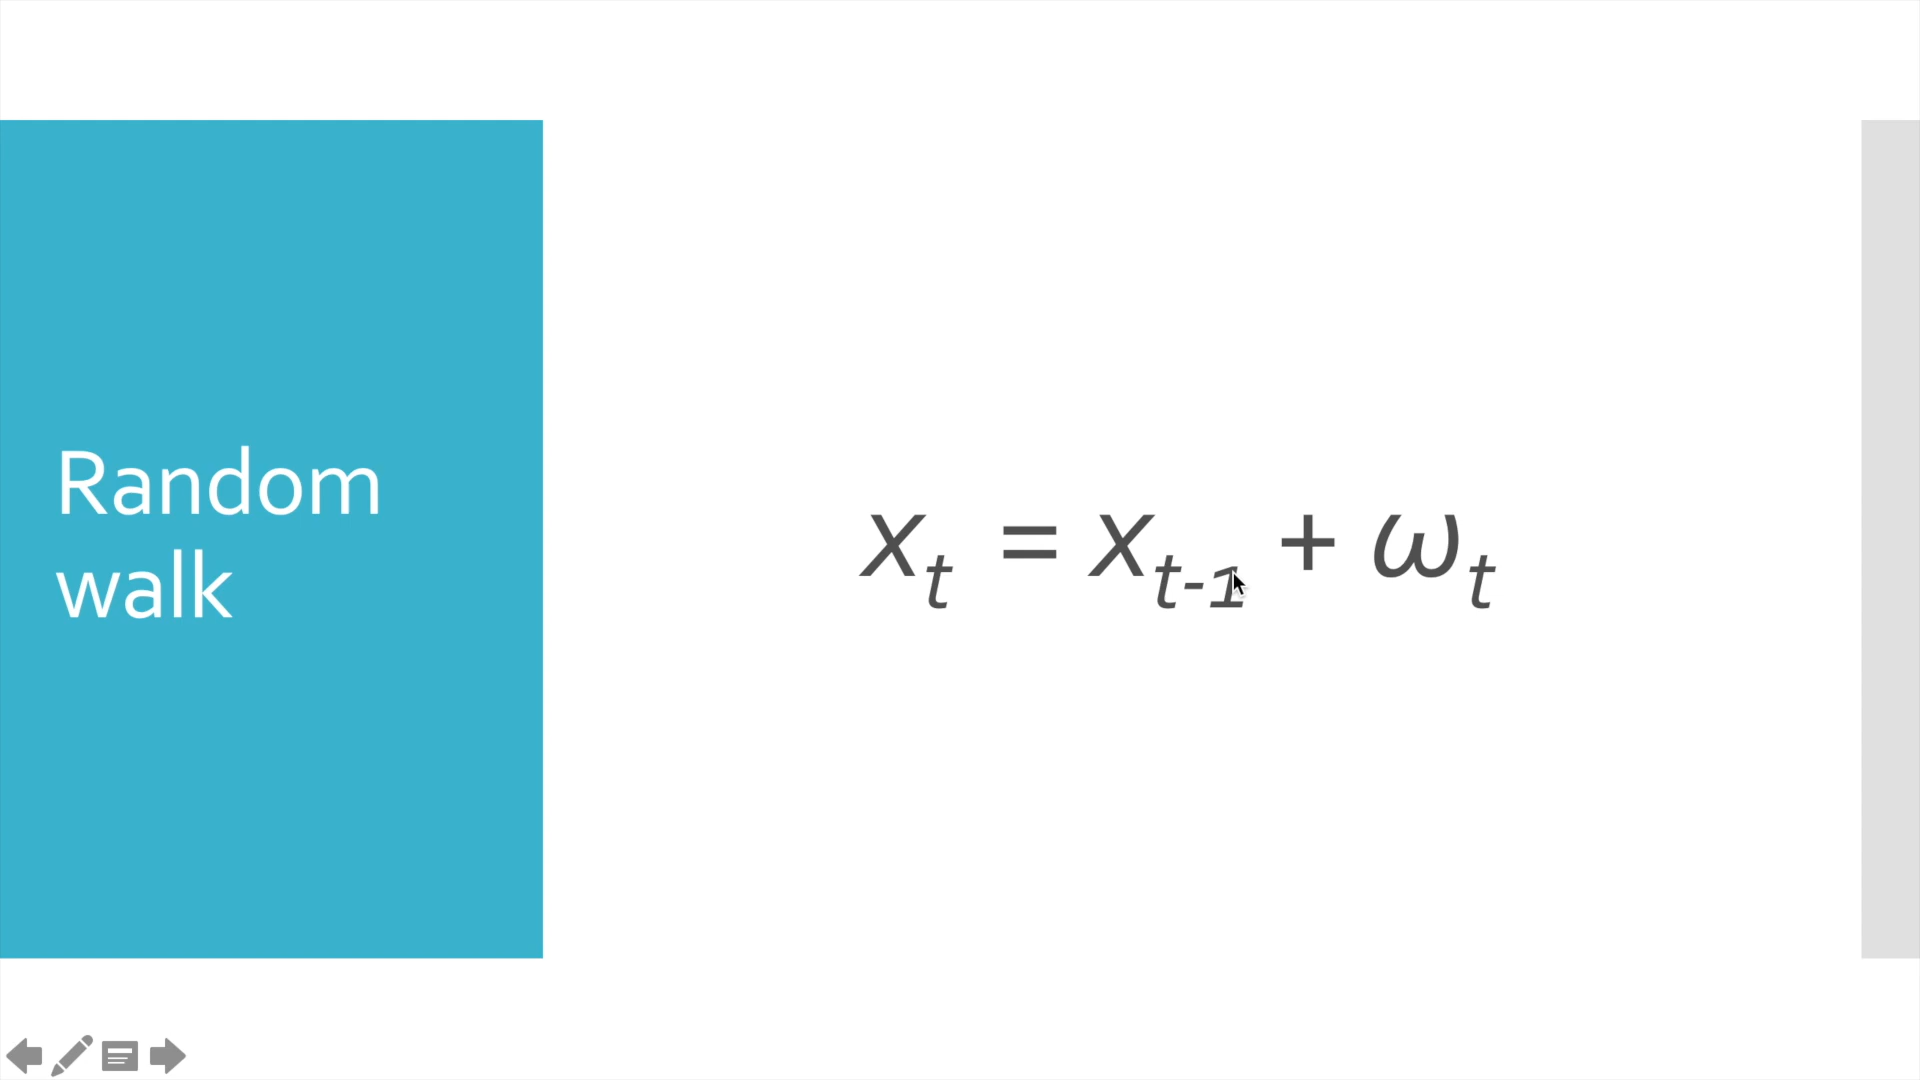 Random
walk
xₜ = xₜ₋₁ + ωₜ